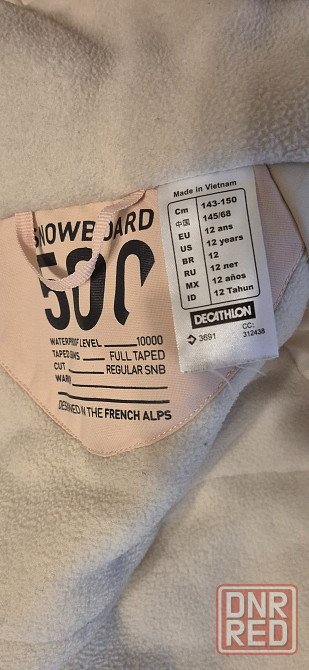 SNOWBOARD
500
WATERPROOF LEVEL 10000
TAPED FULL TAPED
CUT REGULAR SNB
DESIGNED IN THE FRENCH ALPS
Made in Vietnam
Cm 143-150
中国 145/68
EU 12 ans
US 12 years
BR 12
RU 12 лет
MX 12 años
ID 12 Tahun
DECATHLON
3691
CC:
312438
DNR
RED